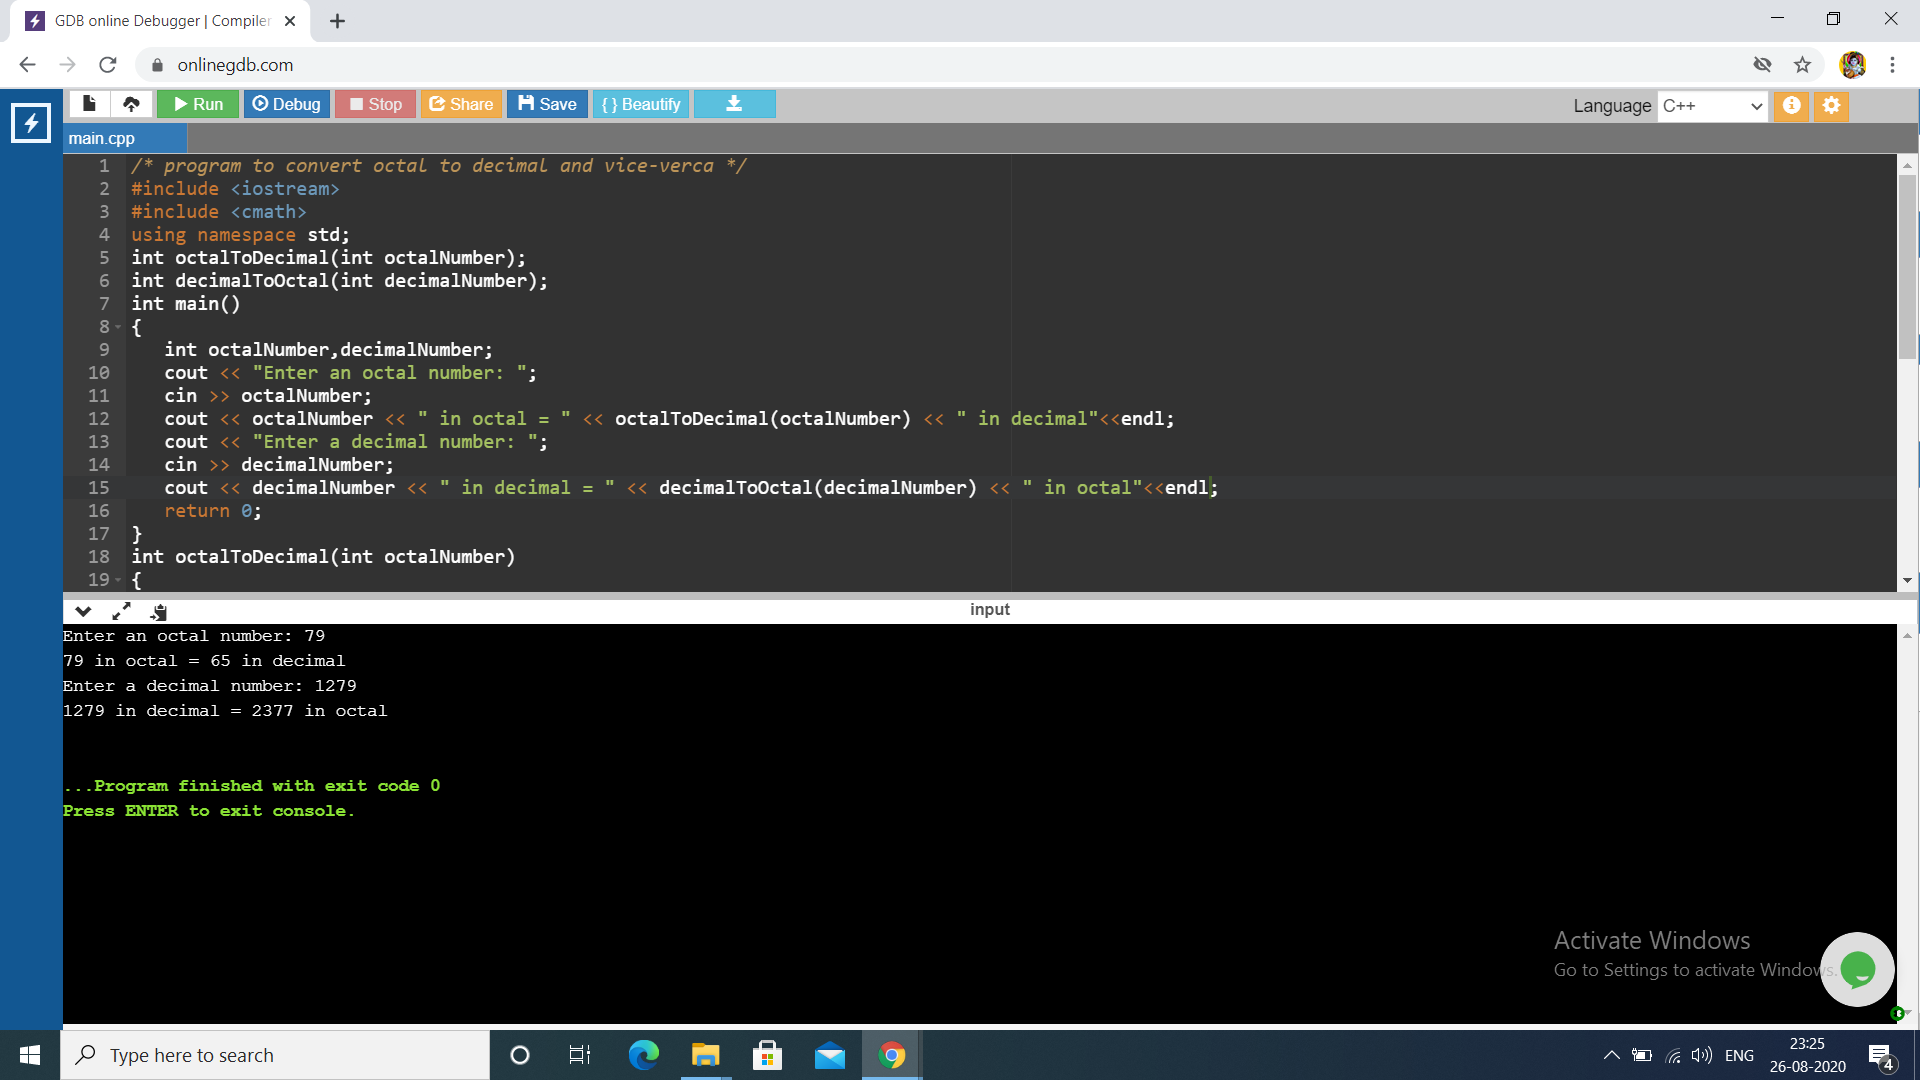 GDB online Debugger | Compiler
onlinegdb.com
Run Debug Stop Share Save { } Beautify Language C++
main.cpp
1 /* program to convert octal to decimal and vice-verca */
2 #include <iostream>
3 #include <cmath>
4 using namespace std;
5 int octalToDecimal(int octalNumber);
6 int decimalToOctal(int decimalNumber);
7 int main()
8 {
9 int octalNumber,decimalNumber;
10 cout << "Enter an octal number: ";
11 cin >> octalNumber;
12 cout << octalNumber << " in octal = " << octalToDecimal(octalNumber) << " in decimal"<<endl;
13 cout << "Enter a decimal number: ";
14 cin >> decimalNumber;
15 cout << decimalNumber << " in decimal = " << decimalToOctal(decimalNumber) << " in octal"<<endl;
16 return 0;
17 }
18 int octalToDecimal(int octalNumber)
19 {
input
Enter an octal number: 79
79 in octal = 65 in decimal
Enter a decimal number: 1279
1279 in decimal = 2377 in octal
...Program finished with exit code 0
Press ENTER to exit console.
Activate Windows
Go to Settings to activate Windows.
Type here to search
ENG
23:25
26-08-2020
4